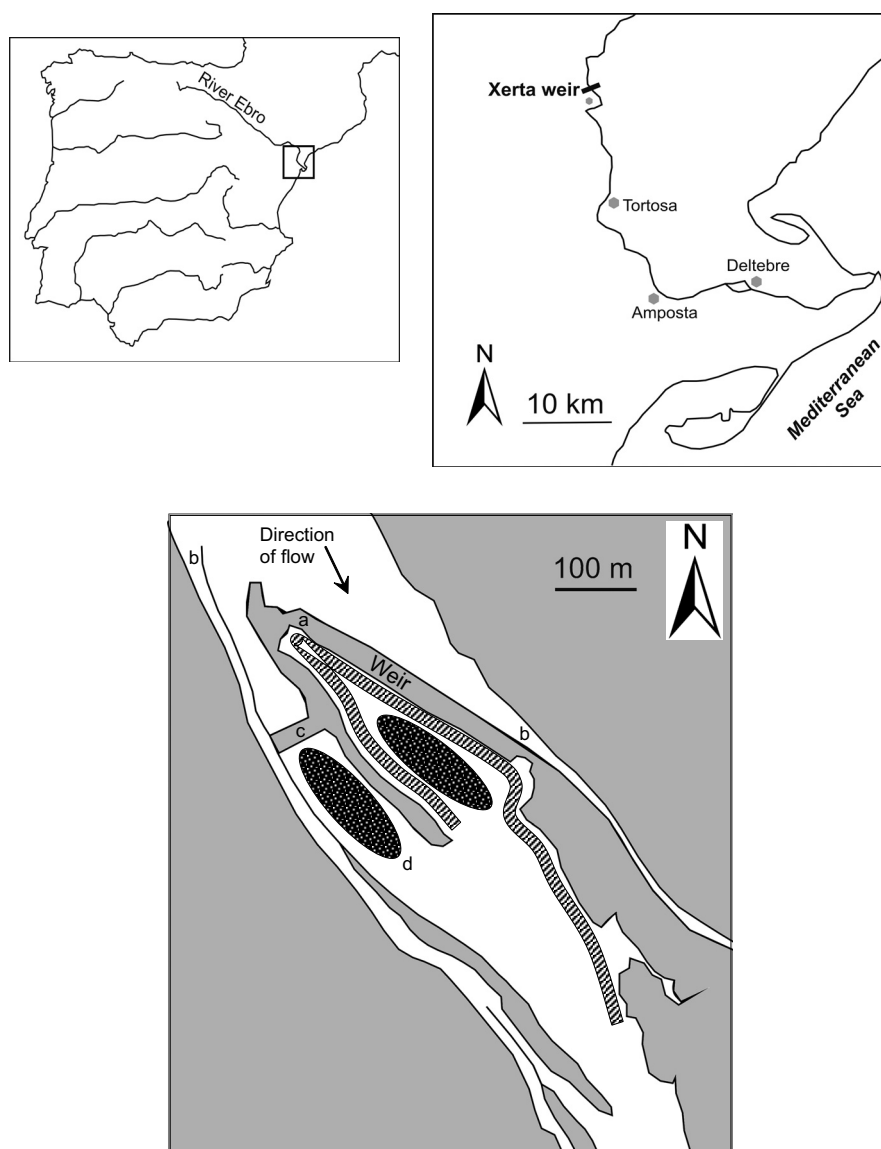 River Ebro
Xerta weir
Tortosa
Deltebre
Amposta
N
10 km
Mediterranean
Sea
Direction
of flow
N
100 m
b
a
Weir
b
c
d